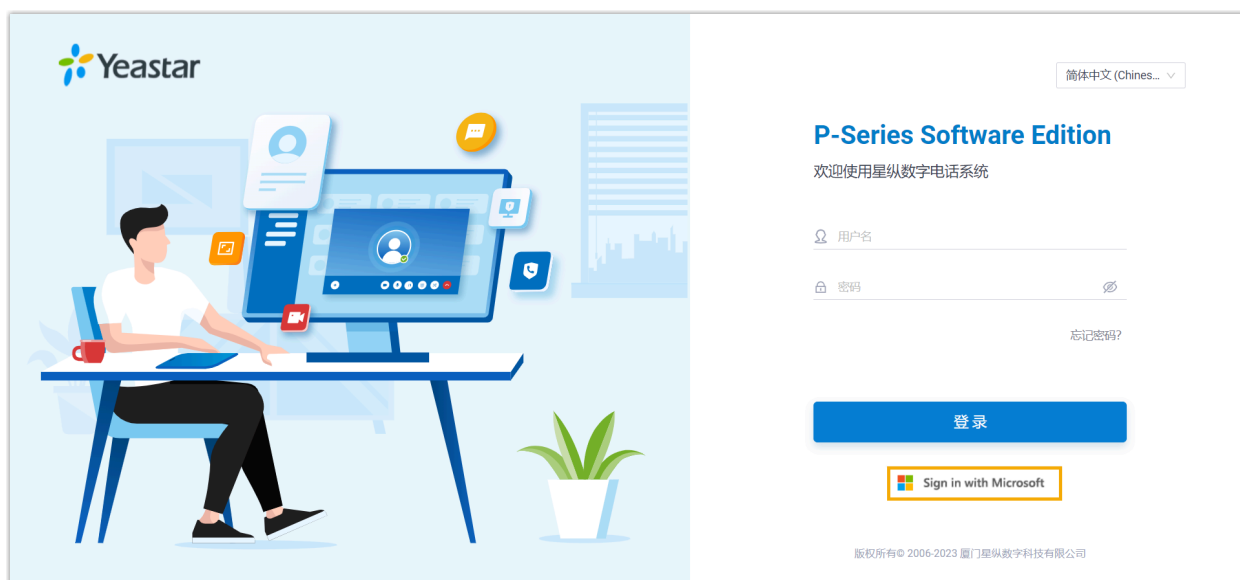 Yeastar
简体中文 (Chines...
P-Series Software Edition
欢迎使用星纵数字电话系统
用户名
密码
忘记密码?
登录
Sign in with Microsoft
版权所有© 2006-2023 厦门星纵数字科技有限公司